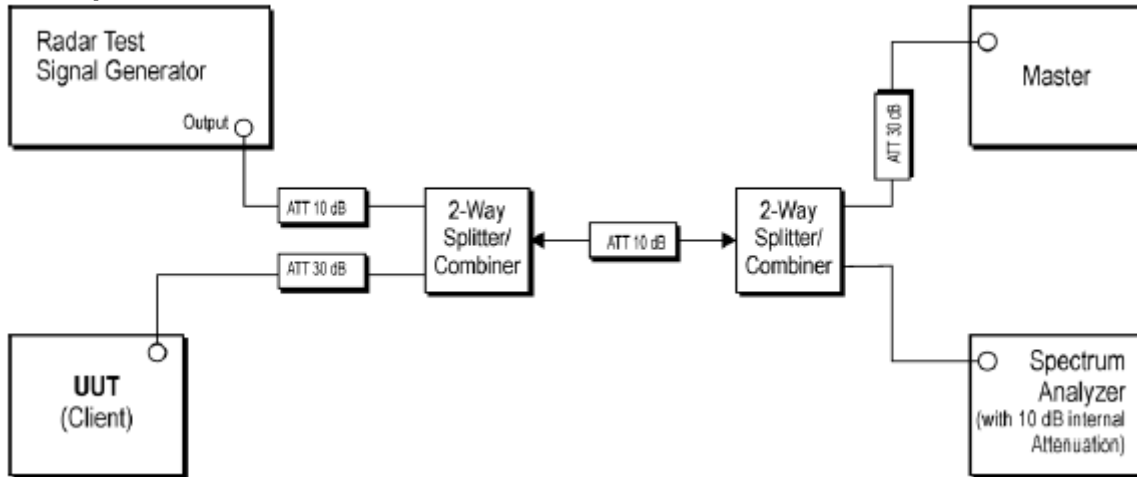 Radar Test
Signal Generator
Output
Master
ATT 30 dB
ATT 10 dB
2-Way
Splitter/
Combiner
ATT 10 dB
2-Way
Splitter/
Combiner
ATT 30 dB
UUT
(Client)
Spectrum
Analyzer
(with 10 dB internal
Attenuation)